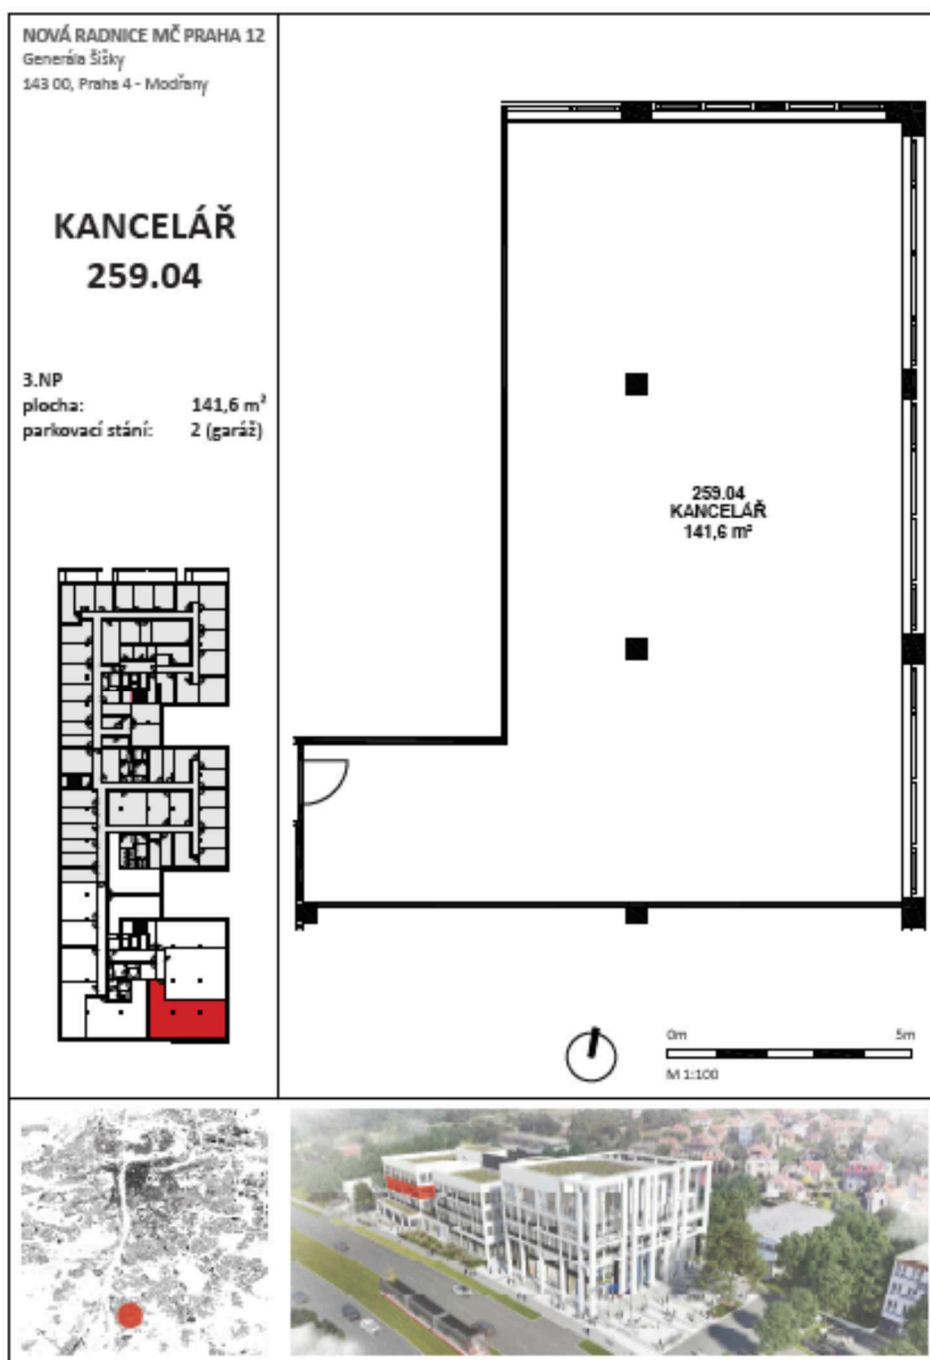 NOVÁ RADNICE MČ PRAHA 12
Generála Šišky
143 00, Praha 4 - Modřany
KANCELÁŘ
259.04
3.NP
plocha: 141,6 m²
parkovací stání: 2 (garáž)
259.04
KANCELÁŘ
141,6 m²
0m 5m
M 1:100